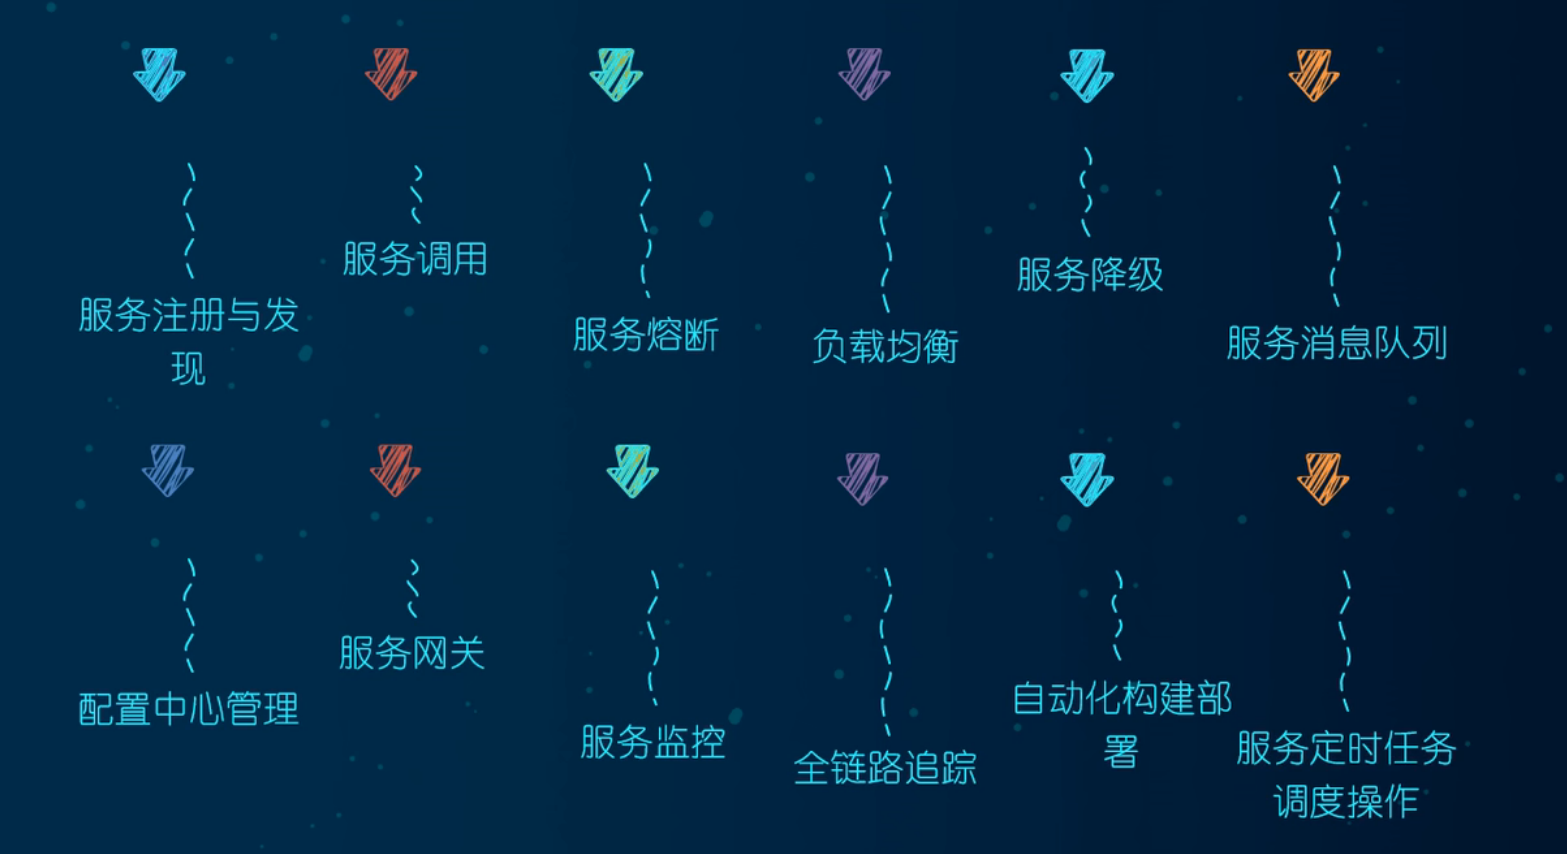 服务注册与发
现
服务调用
服务熔断
负载均衡
服务降级
服务消息队列
配置中心管理
服务网关
服务监控
全链路追踪
自动化构建部
署
服务定时任务
调度操作